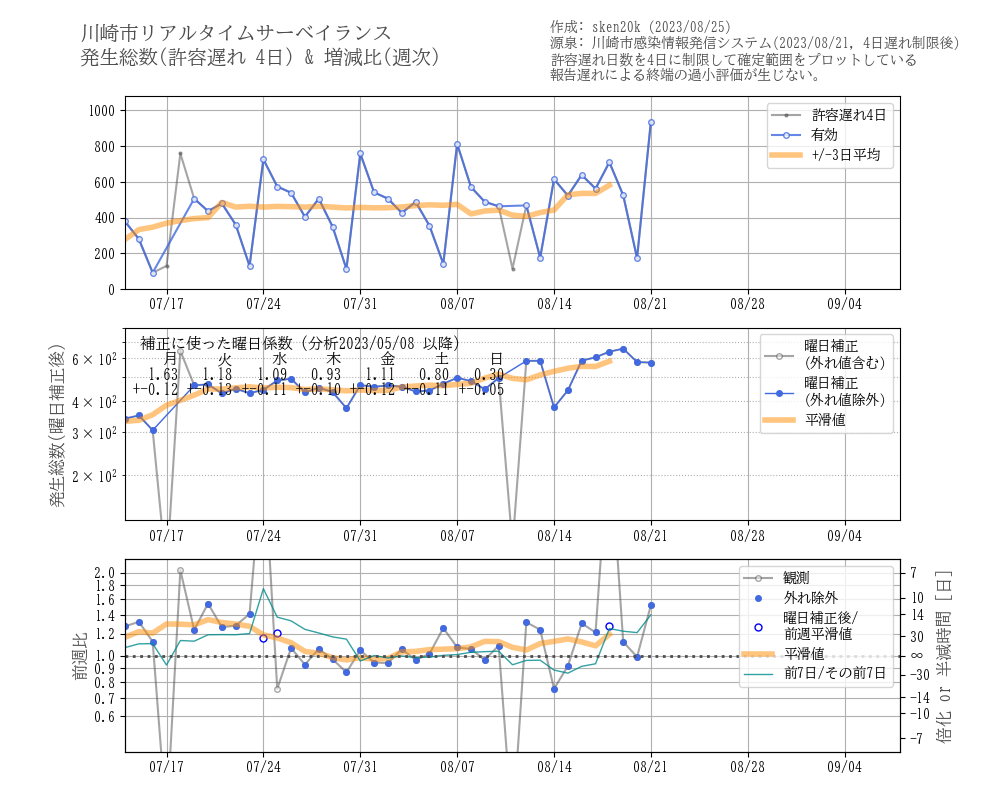 川崎市リアルタイムサーベイランス
発生総数(許容遅れ 4日) & 増減比(週次)
作成: sken20k (2023/08/25)
源泉: 川崎市感染情報発信システム(2023/08/21, 4日遅れ制限後)
許容遅れ日数を4日に制限して確定範囲をプロットしている
報告遅れによる終端の過小評価が生じない。
1000
800
600
400
200
0
許容遅れ4日
有効
+/-3日平均
07/17 07/24 07/31 08/07 08/14 08/21 08/28 09/04
発生総数(曜日補正後)
6 × 10²
4 × 10²
3 × 10²
2 × 10²
補正に使った曜日係数 (分析2023/05/08 以降)
月 火 水 木 金 土 日
1.63 1.18 1.09 0.93 1.11 0.80 0.30
+-0.12 +-0.13 +-0.11 +-0.10 +-0.12 +-0.11 +-0.05
曜日補正
(外れ値含む)
曜日補正
(外れ値除外)
平滑値
07/17 07/24 07/31 08/07 08/14 08/21 08/28 09/04
前週比
2.0
1.8
1.6
1.4
1.2
1.0
0.9
0.8
0.7
0.6
観測
外れ除外
曜日補正後/
前週平滑値
平滑値
前7日/その前7日
7
10
14
30
∞
-30
-14
-10
-7
倍化 or 半減時間 [日]
07/17 07/24 07/31 08/07 08/14 08/21 08/28 09/04